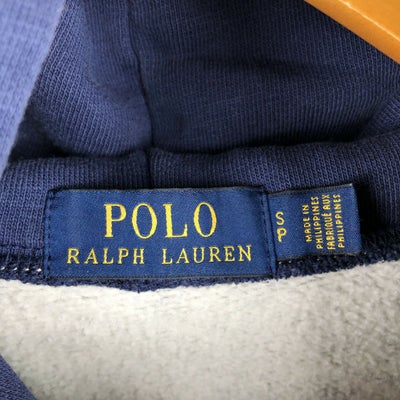 POLO
RALPH LAUREN
S
P
MADE IN
PHILIPPINES
FABRIQUÉ AUX
PHILIPPINES